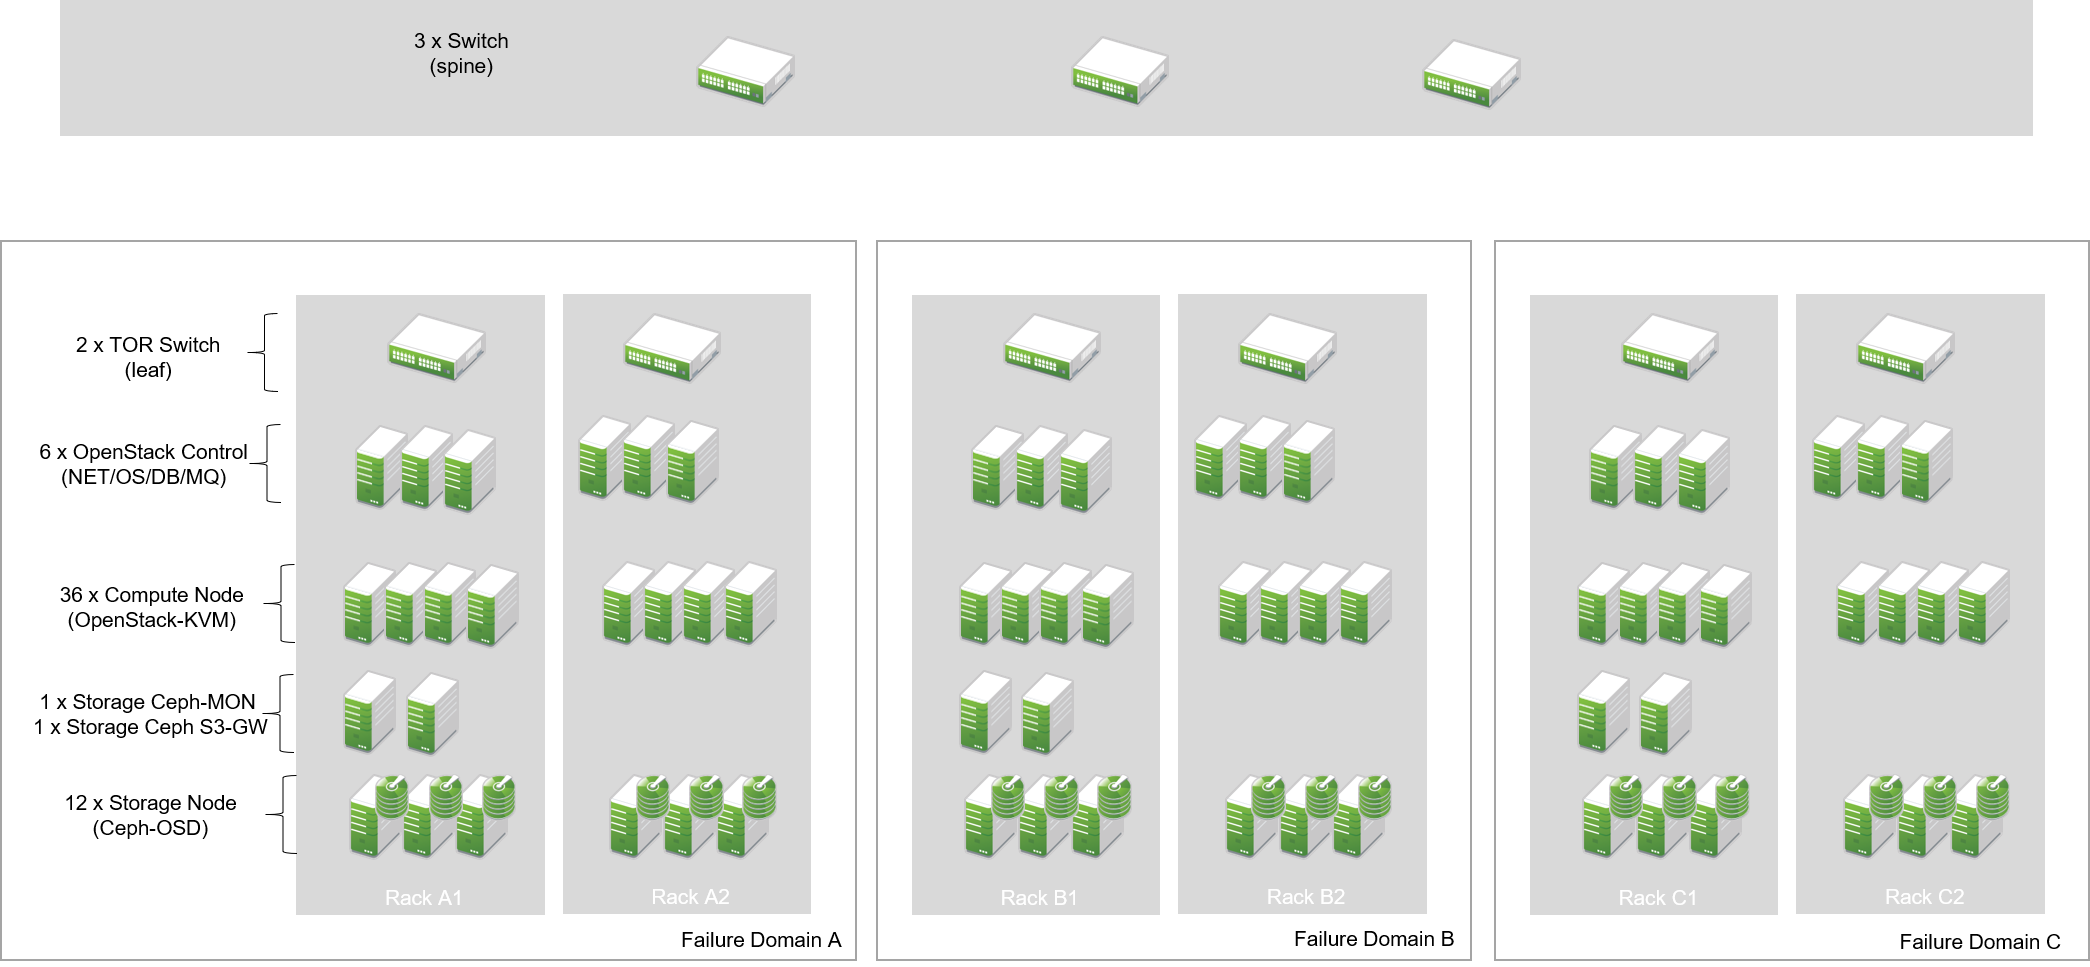 3 x Switch
(spine)
2 x TOR Switch
(leaf)
6 x OpenStack Control
(NET/OS/DB/MQ)
36 x Compute Node
(OpenStack-KVM)
1 x Storage Ceph-MON
1 x Storage Ceph S3-GW
12 x Storage Node
(Ceph-OSD)
Rack A1
Rack A2
Failure Domain A
Rack B1
Rack B2
Failure Domain B
Rack C1
Rack C2
Failure Domain C